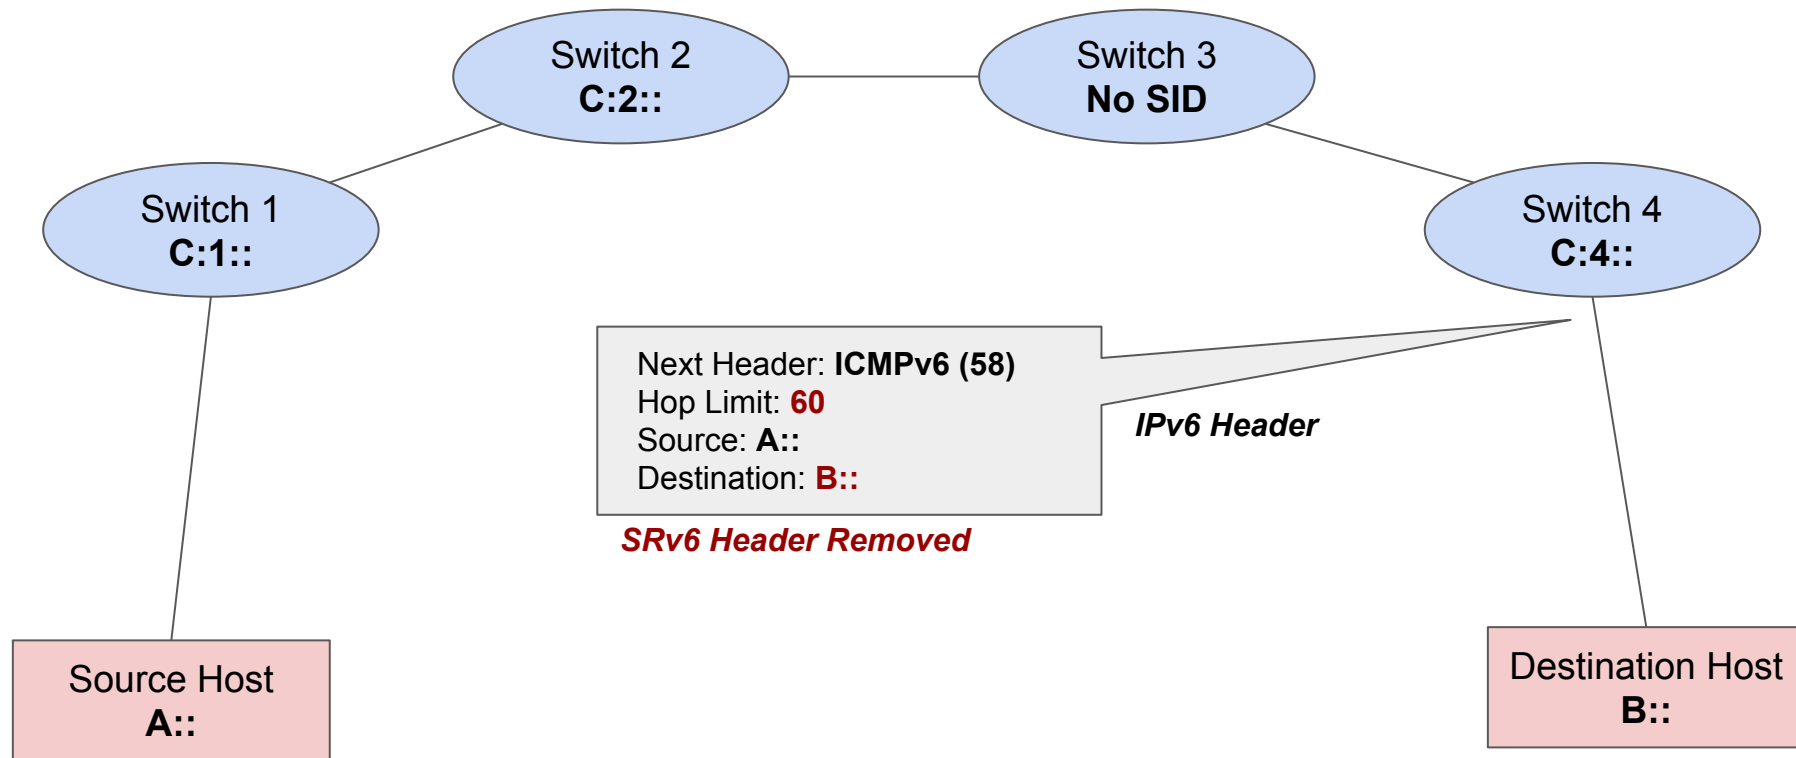 Switch 2
C:2::
Switch 3
No SID
Switch 1
C:1::
Switch 4
C:4::
Next Header: ICMPv6 (58)
Hop Limit: 60
Source: A::
Destination: B::
IPv6 Header
SRv6 Header Removed
Source Host
A::
Destination Host
B::